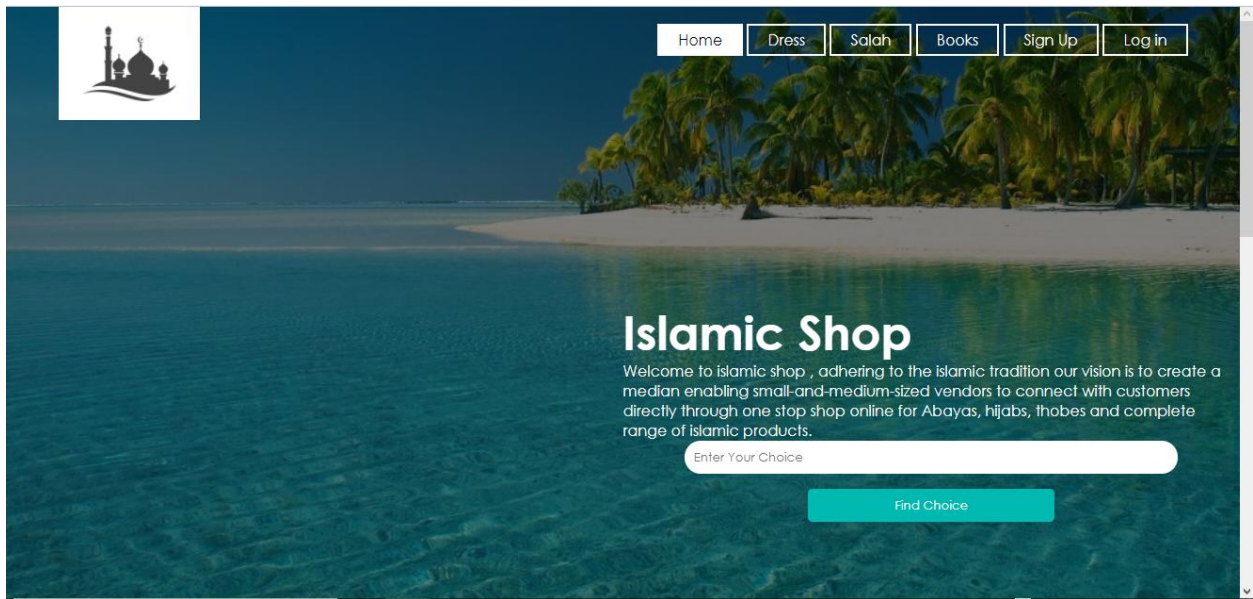 Home Dress Salah Books Sign Up Log in
Islamic Shop
Welcome to islamic shop , adhering to the islamic tradition our vision is to create a
median enabling small-and-medium-sized vendors to connect with customers
directly through one stop shop online for Abayas, hijabs, thobes and complete
range of islamic products.
Enter Your Choice
Find Choice